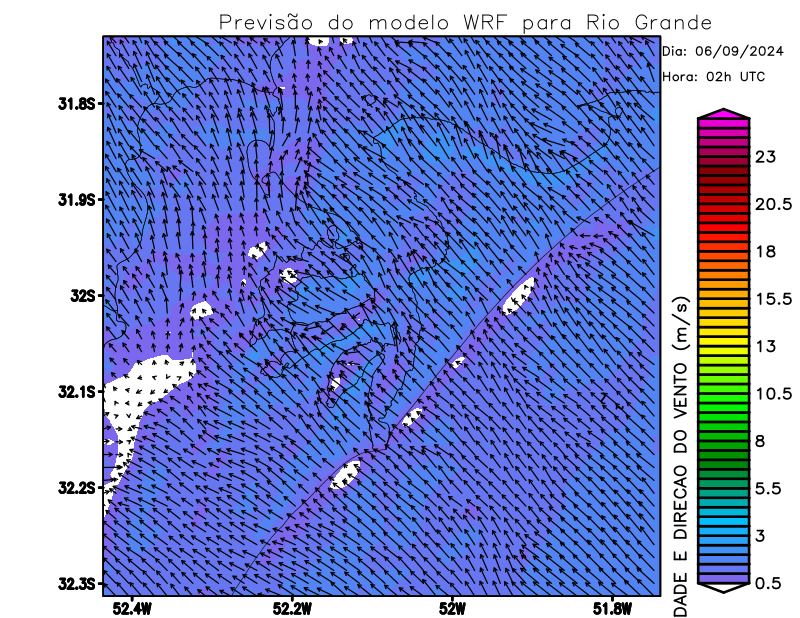 Previsão do modelo WRF para Rio Grande
Dia: 06/09/2024
Hora: 02h UTC
31.8S
31.9S
32S
32.1S
32.2S
32.3S
52.4W
52.2W
52W
51.8W
23
20.5
18
15.5
13
10.5
8
5.5
3
0.5
DADE E DIRECAO DO VENTO (m/s)